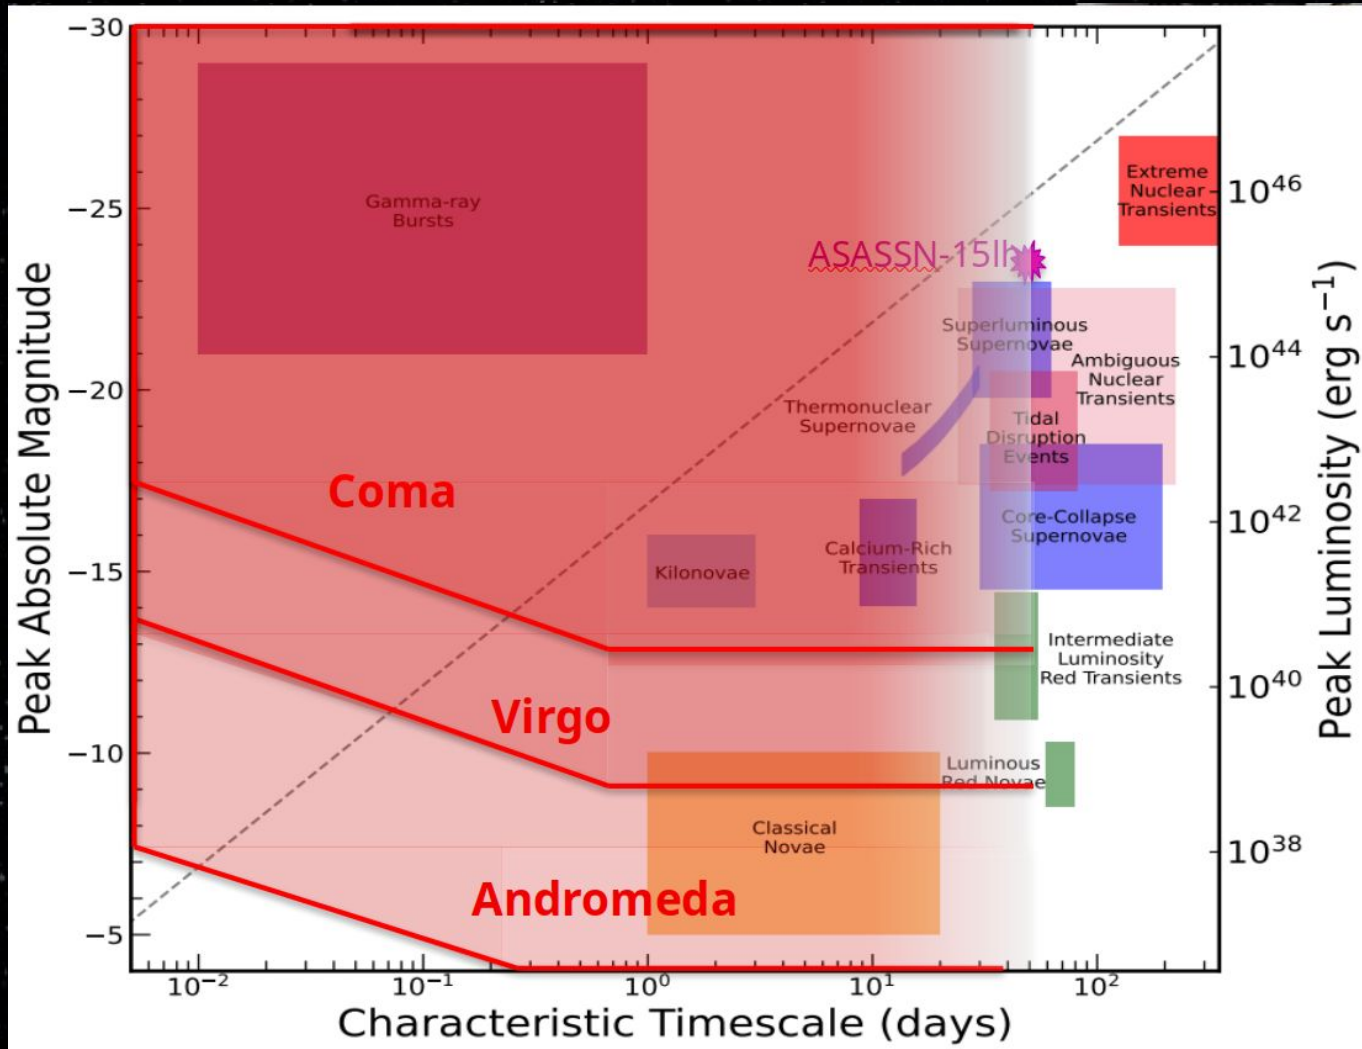 −30
−25
−20
−15
−10
−5
Peak Absolute Magnitude
Gamma-ray
Bursts
Extreme
Nuclear
Transients
ASASSN-15lh
Superluminous
Supernovae
Ambiguous
Nuclear
Transients
Thermonuclear
Supernovae
Tidal
Disruption
Events
Coma
Core-Collapse
Supernovae
Calcium-Rich
Transients
Kilonovae
Intermediate
Luminosity
Red Transients
Virgo
Luminous
Red Novae
Classical
Novae
Andromeda
10⁴⁶
10⁴⁴
10⁴²
10⁴⁰
10³⁸
Peak Luminosity (erg s⁻¹)
10⁻² 10⁻¹ 10⁰ 10¹ 10²
Characteristic Timescale (days)